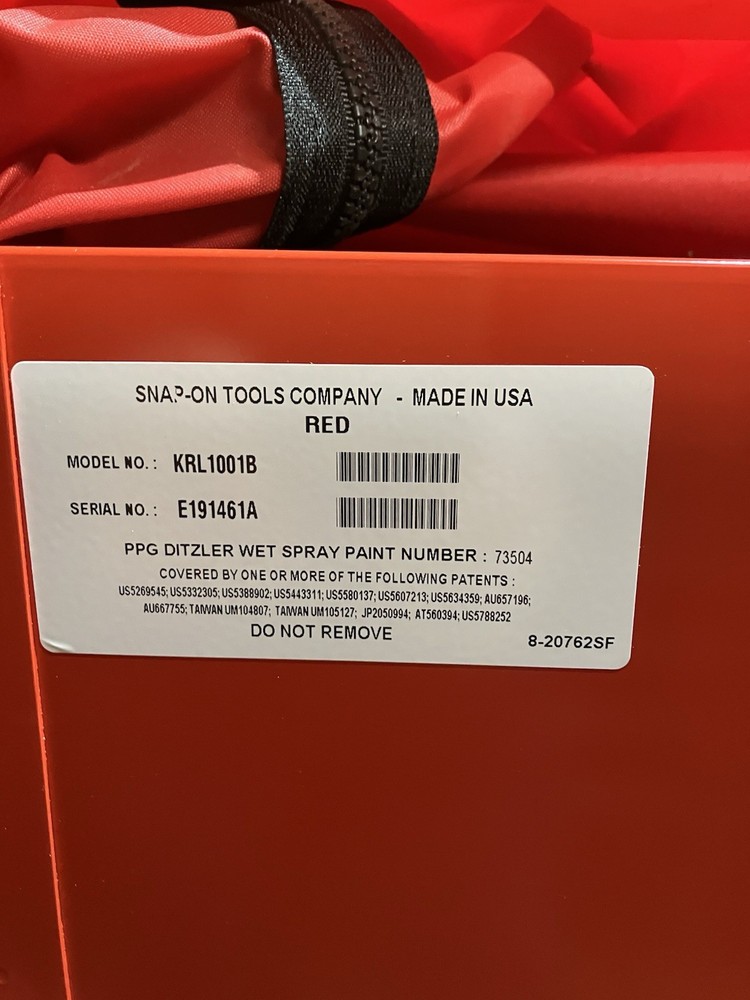 SNAP-ON TOOLS COMPANY - MADE IN USA
RED
MODEL NO.: KRL1001B
SERIAL NO.: E191461A
PPG DITZLER WET SPRAY PAINT NUMBER : 73504
COVERED BY ONE OR MORE OF THE FOLLOWING PATENTS :
US5269545; US5332305; US5388902; US5443311; US5580137; US5607213; US5634359; AU657196;
AU667755; TAIWAN UM104807; TAIWAN UM105127; JP2050994; AT560394; US5788252
DO NOT REMOVE
8-20762SF